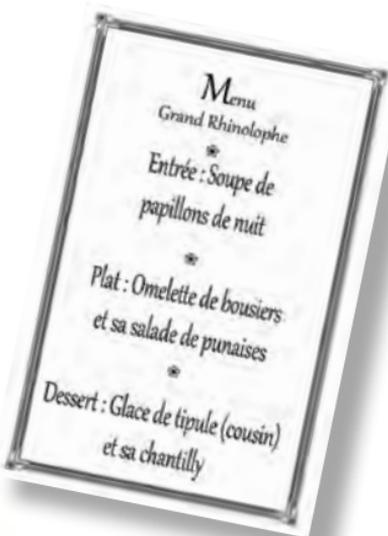 Menu
Grand Rhinolophe
Entrée : Soupe de
papillons de nuit
Plat : Omelette de bousiers
et sa salade de punaises
Dessert : Glace de tipule (cousin)
et sa chantilly